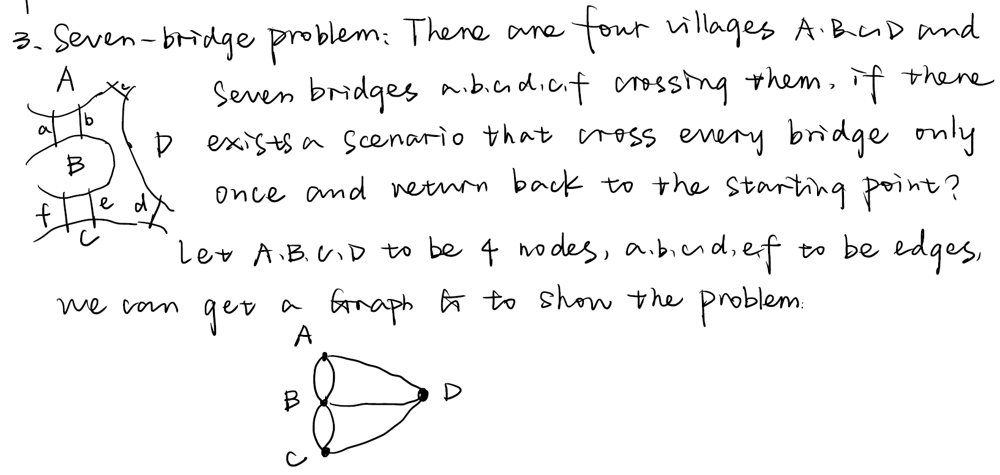 3. Seven-bridge problem: There are four villages A.B.C.D and
A
Seven bridges a.b.c.d.e.f crossing them, if there
a b
D exists a scenario that cross every bridge only
B
once and return back to the starting point?
f e d
C
Let A.B.C.D to be 4 nodes, a.b.c.d.e.f to be edges,
we can get a Graph G to show the problem:
A
B D
C